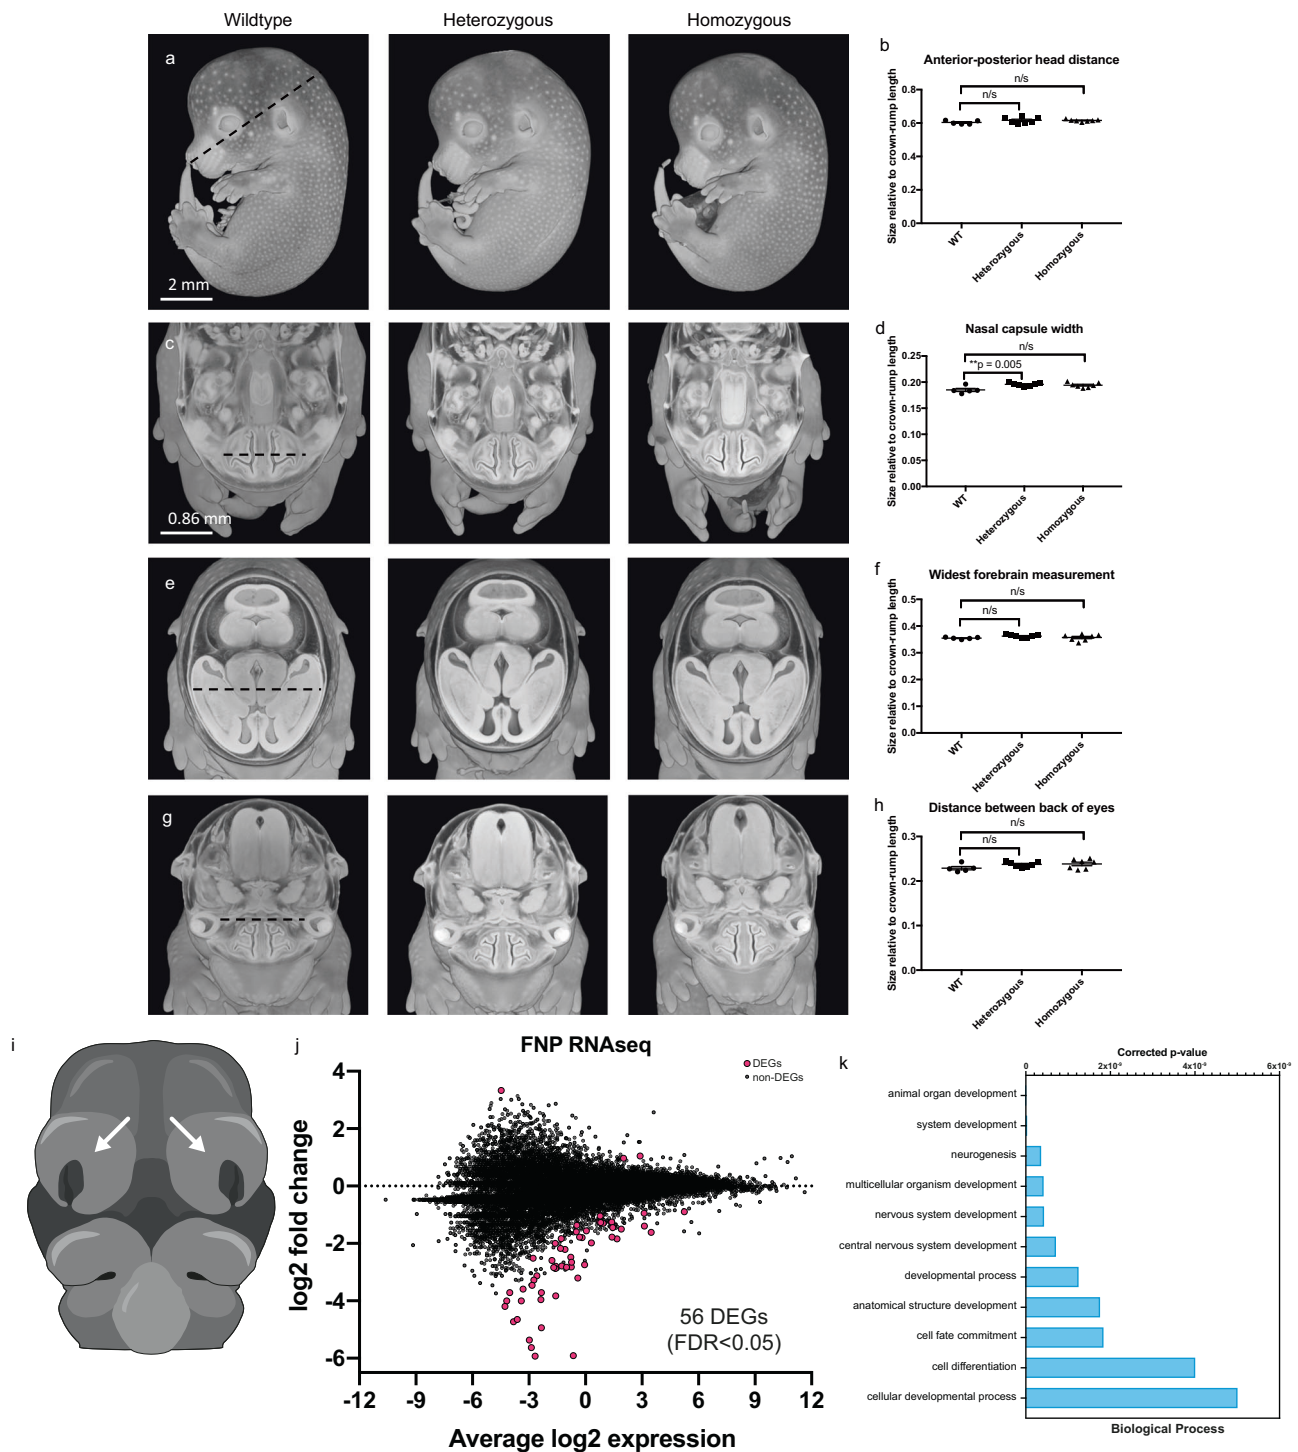 Wildtype
Heterozygous
Homozygous
a
2 mm
b
Anterior-posterior head distance
n/s
n/s
Size relative to crown-rump length
0.8
0.6
0.4
0.2
0.0
WT
Heterozygous
Homozygous
c
0.86 mm
d
Nasal capsule width
n/s
**p = 0.005
Size relative to crown-rump length
0.25
0.20
0.15
0.10
0.05
0.00
WT
Heterozygous
Homozygous
e
f
Widest forebrain measurement
n/s
n/s
Size relative to crown-rump length
0.5
0.4
0.3
0.2
0.1
0.0
WT
Heterozygous
Homozygous
g
h
Distance between back of eyes
n/s
n/s
Size relative to crown-rump length
0.3
0.2
0.1
0.0
WT
Heterozygous
Homozygous
i
j
FNP RNAseq
DEGs
non-DEGs
log2 fold change
4
2
0
-2
-4
-6
56 DEGs
(FDR<0.05)
-12 -9 -6 -3 0 3 6 9 12
Average log2 expression
k
Corrected p-value
0 2x10⁻⁹ 4x10⁻⁹ 6x10⁻⁹
animal organ development
system development
neurogenesis
multicellular organism development
nervous system development
central nervous system development
developmental process
anatomical structure development
cell fate commitment
cell differentiation
cellular developmental process
Biological Process